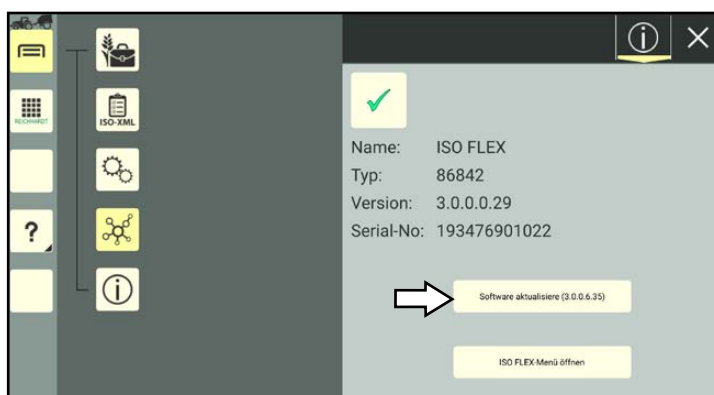 REICHHARDT
ISO-XML
?
Name: ISO FLEX
Typ: 86842
Version: 3.0.0.0.29
Serial-No: 193476901022
Software aktualisiere (3.0.0.6.35)
ISO FLEX-Menü öffnen